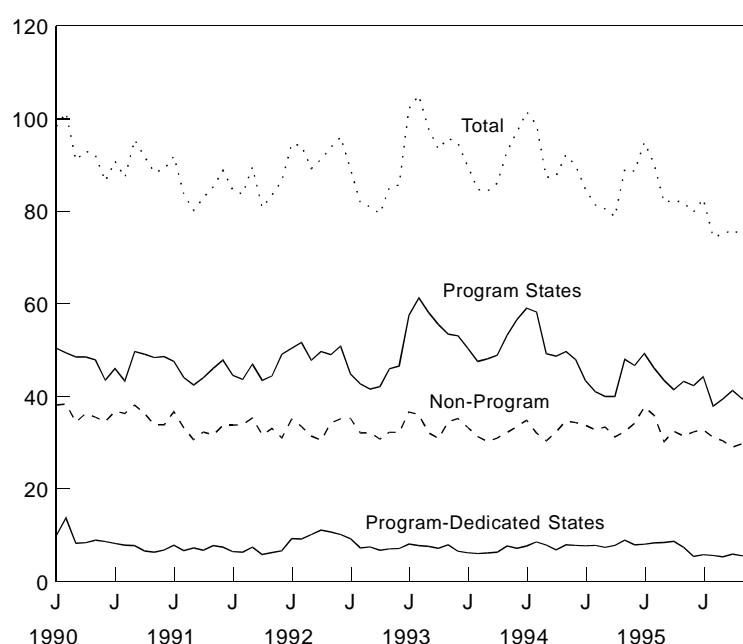 120
100
80
60
40
20
0
Total
Program States
Non-Program
Program-Dedicated States
J J J J J J J J J J J
1990 1991 1992 1993 1994 1995